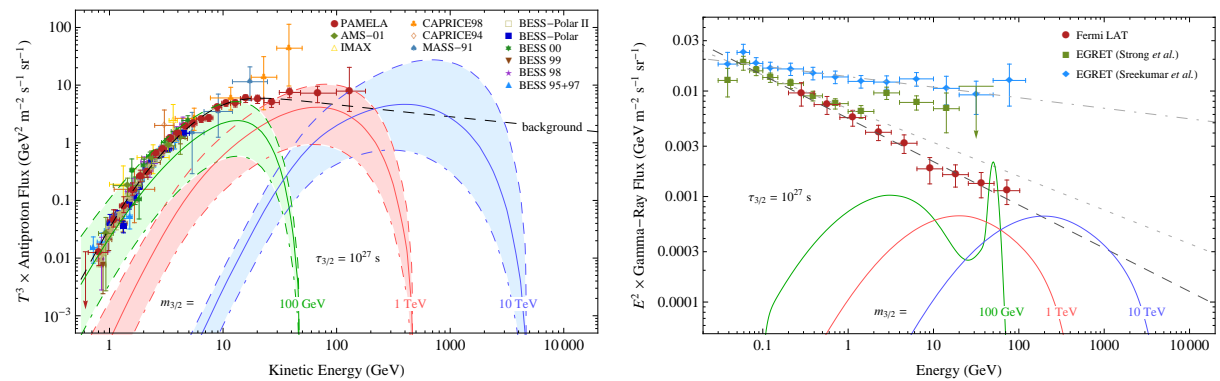 T³ × Antiproton Flux (GeV² m⁻² s⁻¹ sr⁻¹)
100
10
1
0.1
0.01
10⁻³
PAMELA
AMS−01
IMAX
CAPRICE98
CAPRICE94
MASS−91
BESS−Polar II
BESS−Polar
BESS 00
BESS 99
BESS 98
BESS 95+97
background
τ3/2 = 10²⁷ s
m3/2 =
100 GeV
1 TeV
10 TeV
1
10
100
1000
10 000
Kinetic Energy (GeV)
E² × Gamma−Ray Flux (GeV m⁻² s⁻¹ sr⁻¹)
0.03
0.01
0.003
0.001
0.0003
0.0001
Fermi LAT
EGRET (Strong et al.)
EGRET (Sreekumar et al.)
τ3/2 = 10²⁷ s
m3/2 =
100 GeV
1 TeV
10 TeV
0.1
1
10
100
1000
10 000
Energy (GeV)